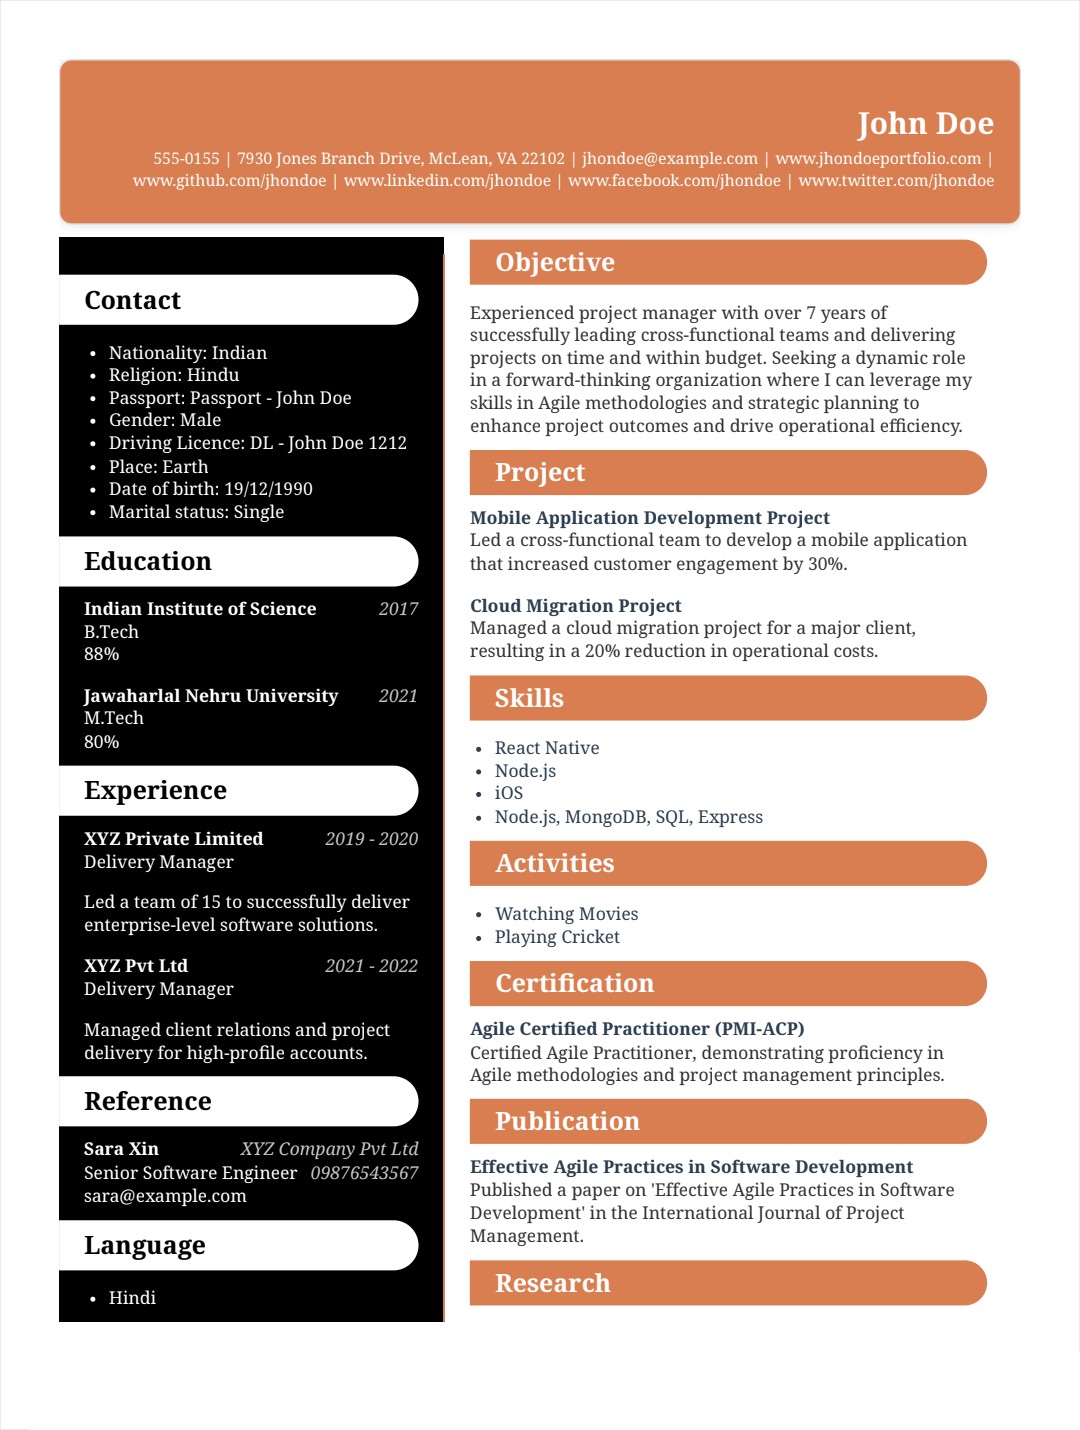 John Doe
555-0155 | 7930 Jones Branch Drive, McLean, VA 22102 | jhondoe@example.com | www.jhondoeportfolio.com |
www.github.com/jhondoe | www.linkedin.com/jhondoe | www.facebook.com/jhondoe | www.twitter.com/jhondoe
Contact
• Nationality: Indian
• Religion: Hindu
• Passport: Passport - John Doe
• Gender: Male
• Driving Licence: DL - John Doe 1212
• Place: Earth
• Date of birth: 19/12/1990
• Marital status: Single
Education
Indian Institute of Science 2017
B.Tech
88%
Jawaharlal Nehru University 2021
M.Tech
80%
Experience
XYZ Private Limited 2019 - 2020
Delivery Manager
Led a team of 15 to successfully deliver
enterprise-level software solutions.
XYZ Pvt Ltd 2021 - 2022
Delivery Manager
Managed client relations and project
delivery for high-profile accounts.
Reference
Sara Xin XYZ Company Pvt Ltd
Senior Software Engineer 09876543567
sara@example.com
Language
• Hindi
Objective
Experienced project manager with over 7 years of
successfully leading cross-functional teams and delivering
projects on time and within budget. Seeking a dynamic role
in a forward-thinking organization where I can leverage my
skills in Agile methodologies and strategic planning to
enhance project outcomes and drive operational efficiency.
Project
Mobile Application Development Project
Led a cross-functional team to develop a mobile application
that increased customer engagement by 30%.
Cloud Migration Project
Managed a cloud migration project for a major client,
resulting in a 20% reduction in operational costs.
Skills
• React Native
• Node.js
• iOS
• Node.js, MongoDB, SQL, Express
Activities
• Watching Movies
• Playing Cricket
Certification
Agile Certified Practitioner (PMI-ACP)
Certified Agile Practitioner, demonstrating proficiency in
Agile methodologies and project management principles.
Publication
Effective Agile Practices in Software Development
Published a paper on 'Effective Agile Practices in Software
Development' in the International Journal of Project
Management.
Research